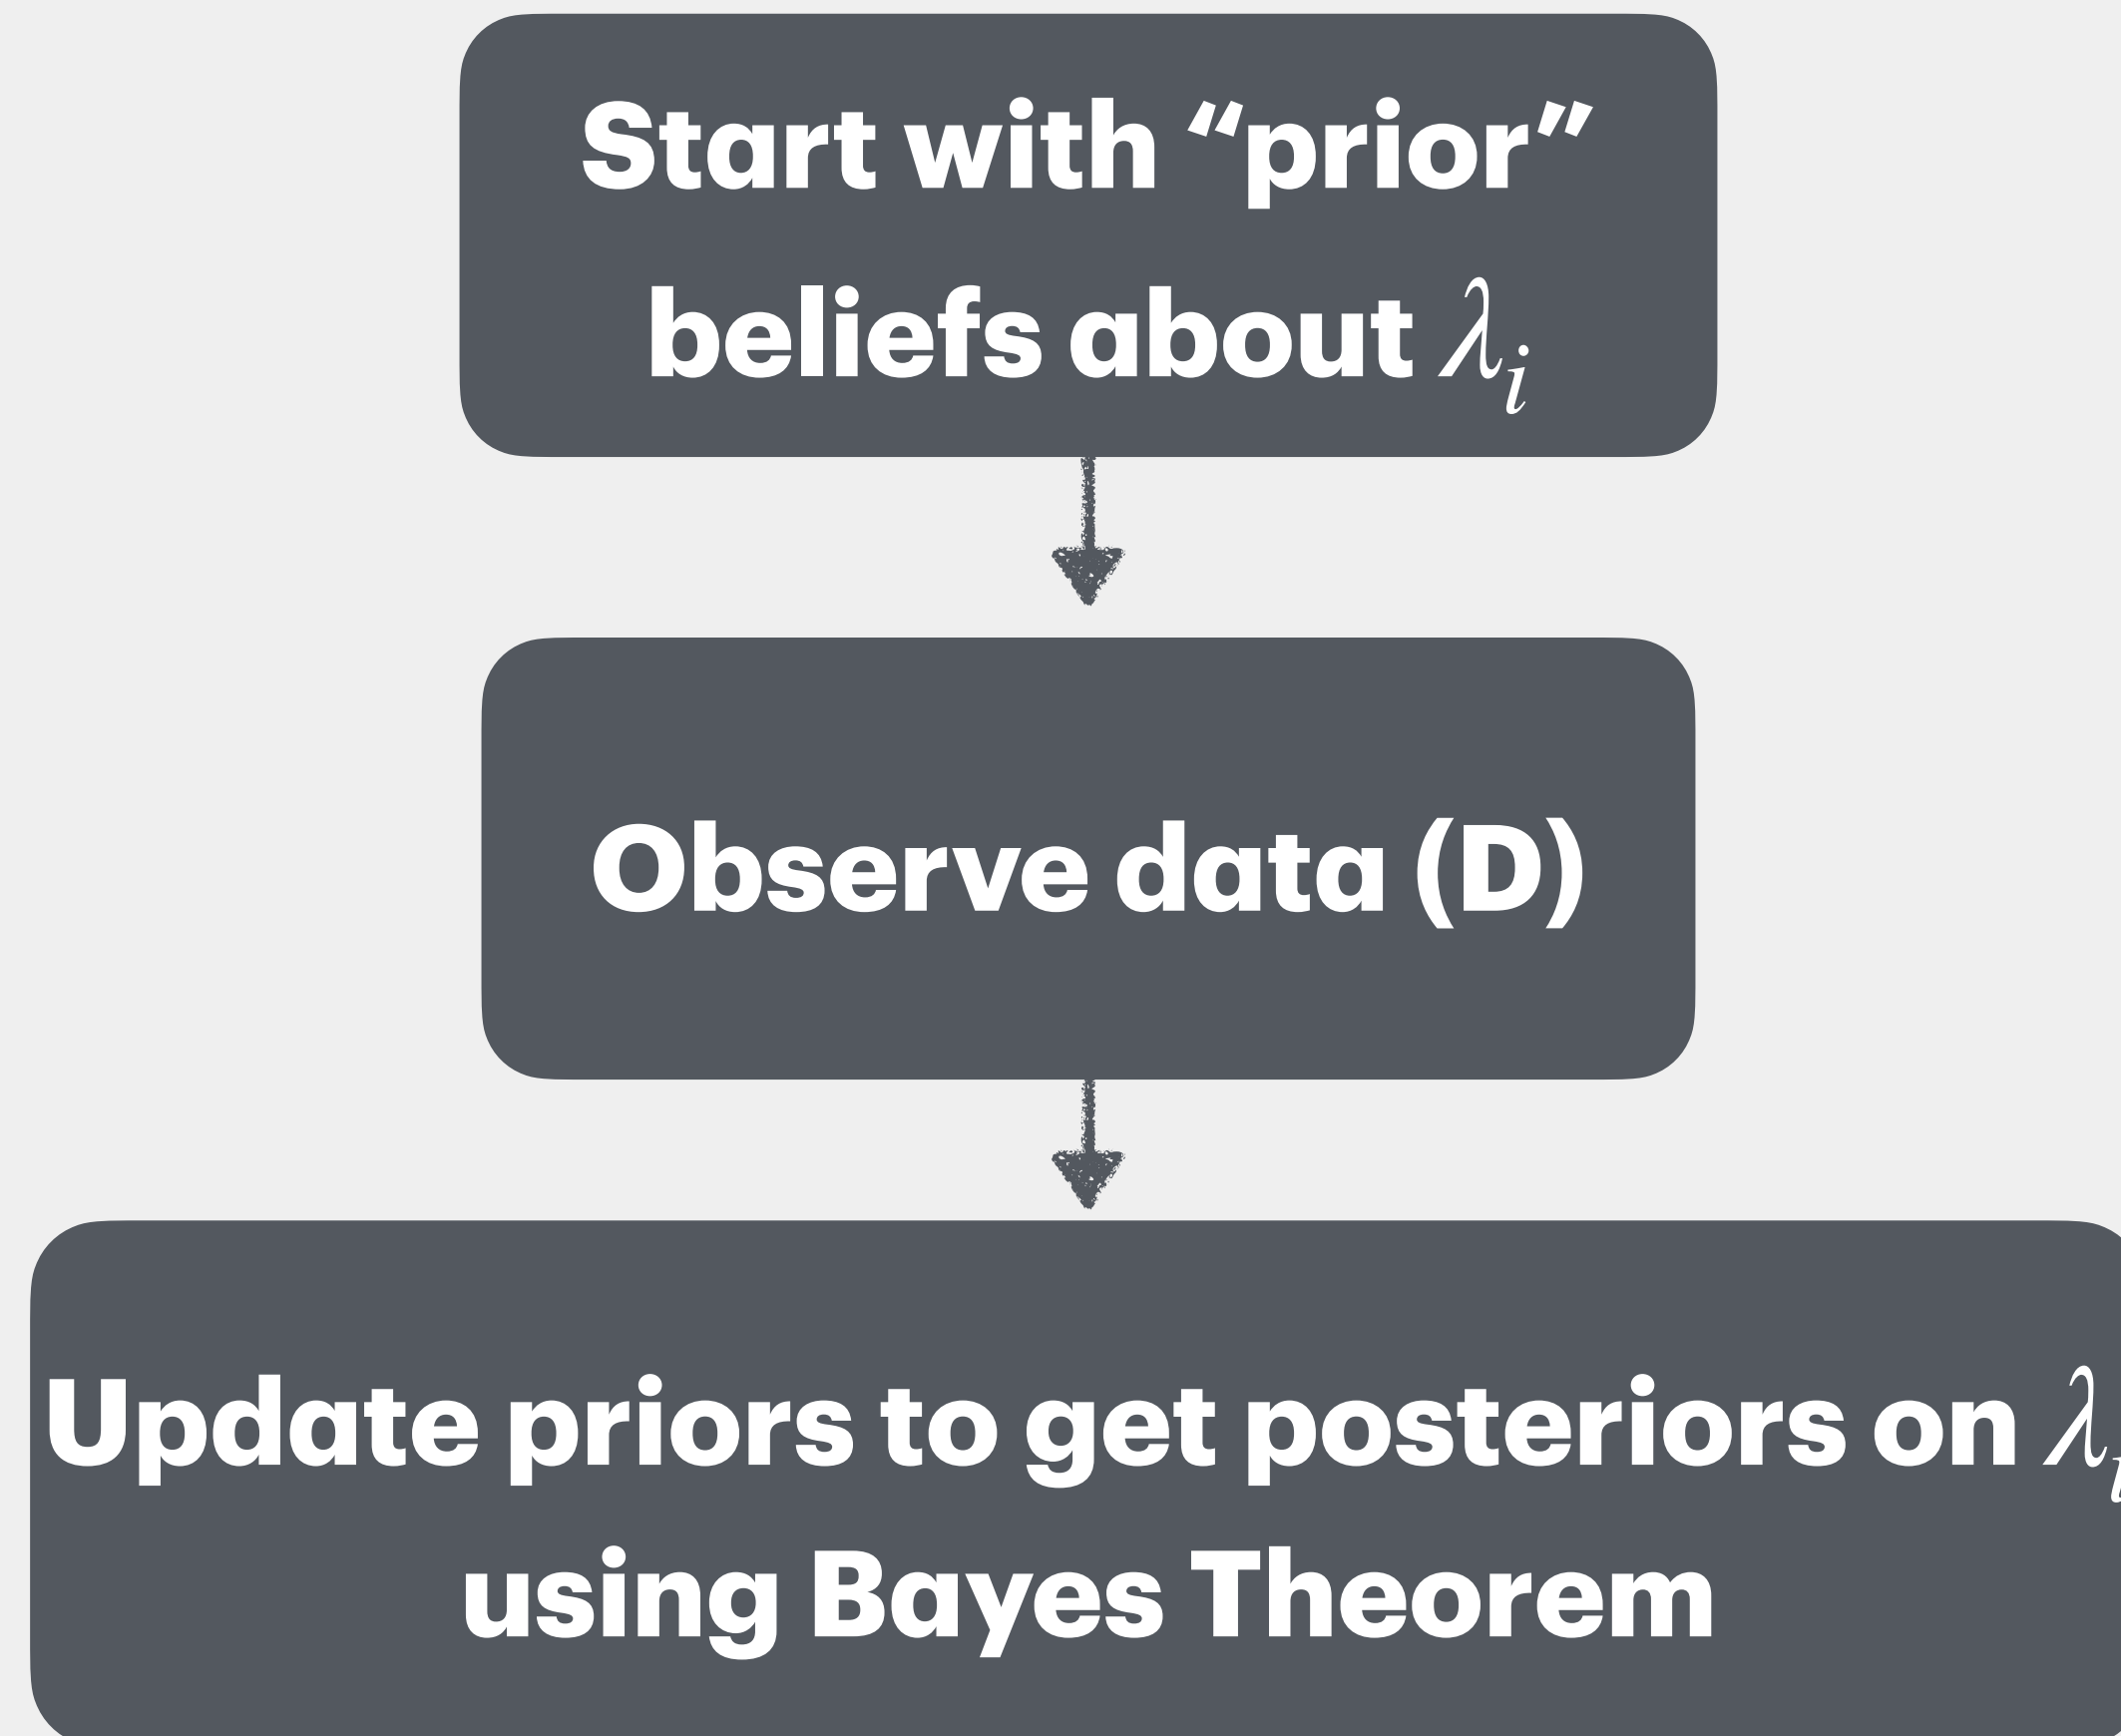 Start with “prior”
beliefs about λi
Observe data (D)
Update priors to get posteriors on λi
using Bayes Theorem